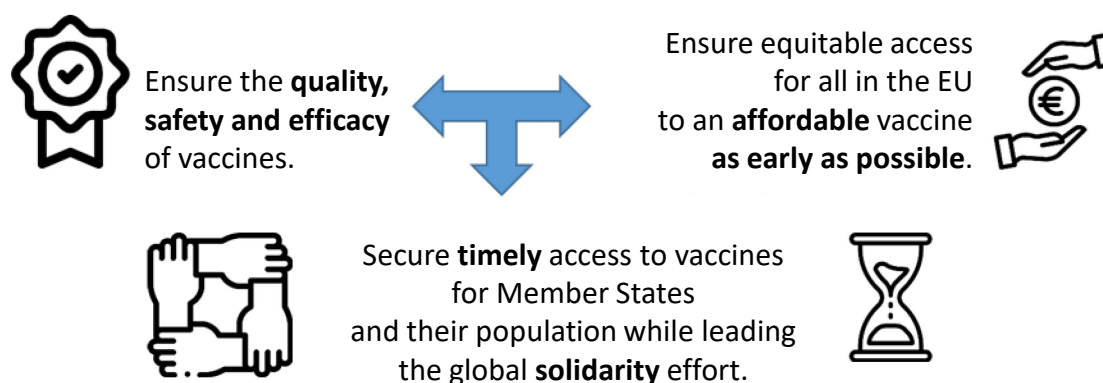 Ensure the quality,
safety and efficacy
of vaccines.
Ensure equitable access
for all in the EU
to an affordable vaccine
as early as possible.
€
Secure timely access to vaccines
for Member States
and their population while leading
the global solidarity effort.